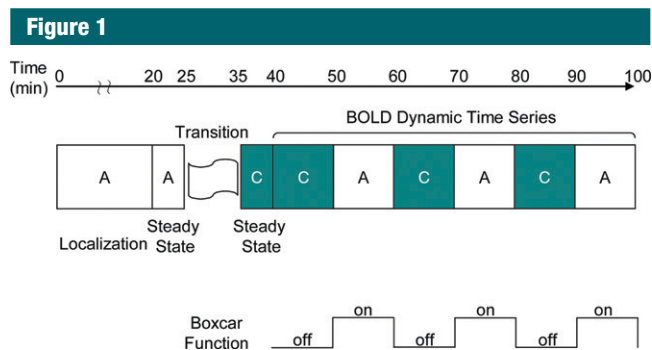 Figure 1
Time (min) 0 20 25 35 40 50 60 70 80 90 100
Transition
BOLD Dynamic Time Series
A A C C A C A C A
Localization Steady State Steady State
Boxcar Function off on off on off on